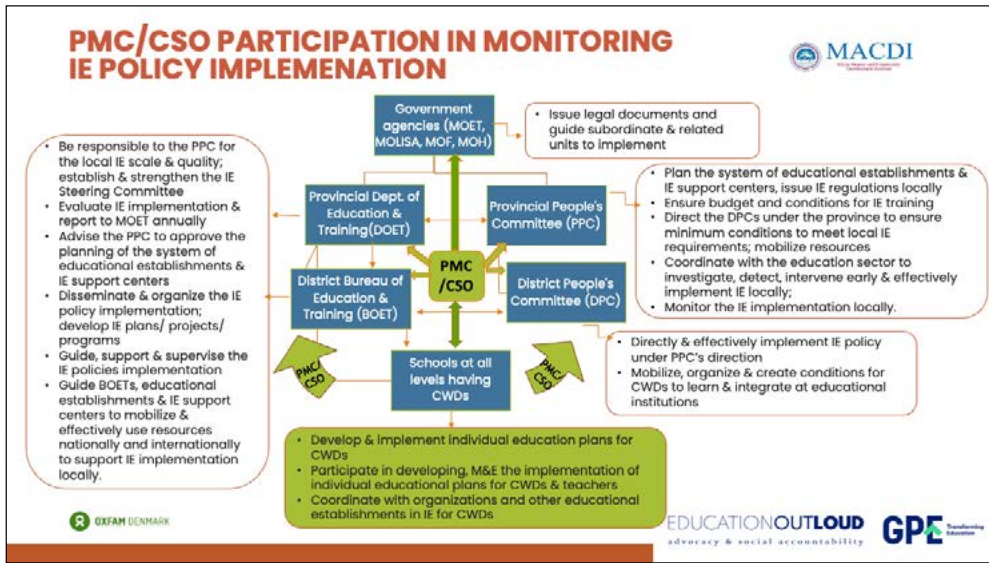 PMC/CSO PARTICIPATION IN MONITORING
IE POLICY IMPLEMENATION
MACDI
Government
agencies (MOET,
MOLISA, MOF, MOH)
• Issue legal documents and
guide subordinate & related
units to implement
• Be responsible to the PPC
for the local IE scale & quality;
establish & strengthen the IE
Steering Committee
• Evaluate IE implementation &
report to MOET annually
• Advise the PPC to approve the
planning of the system of
educational establishments &
IE support centers
• Disseminate & organize the IE
policy implementation;
develop IE plans/ projects/
programs
• Guide, support & supervise the
IE policies implementation
• Guide BOETs, educational
establishments & IE support
centers to mobilize &
effectively use resources
nationally and internationally
to support IE implementation
locally.
Provincial Dept. of
Education &
Training(DOET)
Provincial People's
Committee (PPC)
• Plan the system of educational establishments &
IE support centers, issue IE regulations locally
• Ensure budget and conditions for IE training
• Direct the DPCs under the province to ensure
minimum conditions to meet local IE
requirements; mobilize resources
• Coordinate with the education sector to
investigate, detect, intervene early & effectively
implement IE locally;
• Monitor the IE implementation locally.
PMC
/CSO
District Bureau of
Education &
Training (BOET)
District People's
Committee (DPC)
• Directly & effectively implement IE policy
under PPC's direction
• Mobilize, organize & create conditions for
CWDs to learn & integrate at educational
institutions
PMC/
CSO
Schools at all
levels having
CWDs
PMC/
CSO
• Develop & implement individual education plans for
CWDs
• Participate in developing, M&E the implementation of
individual educational plans for CWDs & teachers
• Coordinate with organizations and other educational
establishments in IE for CWDs
OXFAM DENMARK
EDUCATIONOUTLOUD
advocacy & social accountability
GPE Transforming
Education